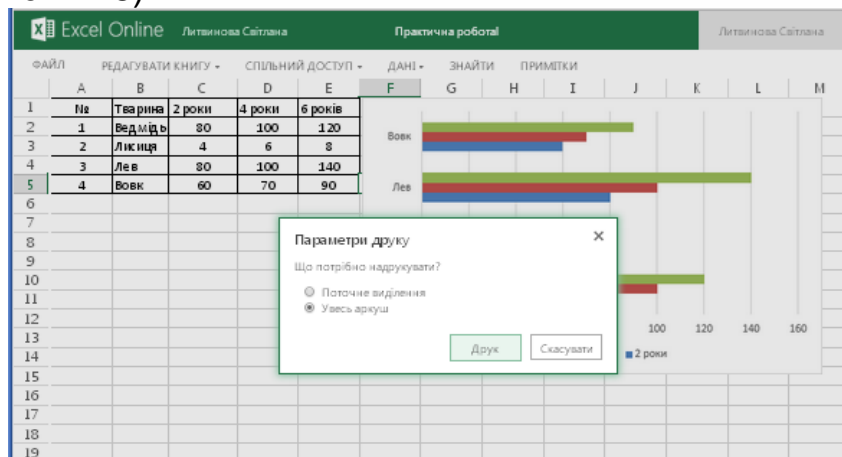 Excel Online Литвинова Світлана Практична робота1 Литвинова Світлана
ФАЙЛ РЕДАГУВАТИ КНИГУ СПІЛЬНИЙ ДОСТУП ДАНІ ЗНАЙТИ ПРИМІТКИ
A B C D E F G H I J K L M
1 № Тварина 2 роки 4 роки 6 років
2 1 Ведмідь 80 100 120
3 2 Лисиця 4 6 8
4 3 Лев 80 100 140
5 4 Вовк 60 70 90
6
7
8
9
10
11
12
13
14
15
16
17
18
19
Вовк
Лев
100 120 140 160
2 роки
Параметри друку
Що потрібно надрукувати?
Поточне виділення
Увесь аркуш
Друк Скасувати